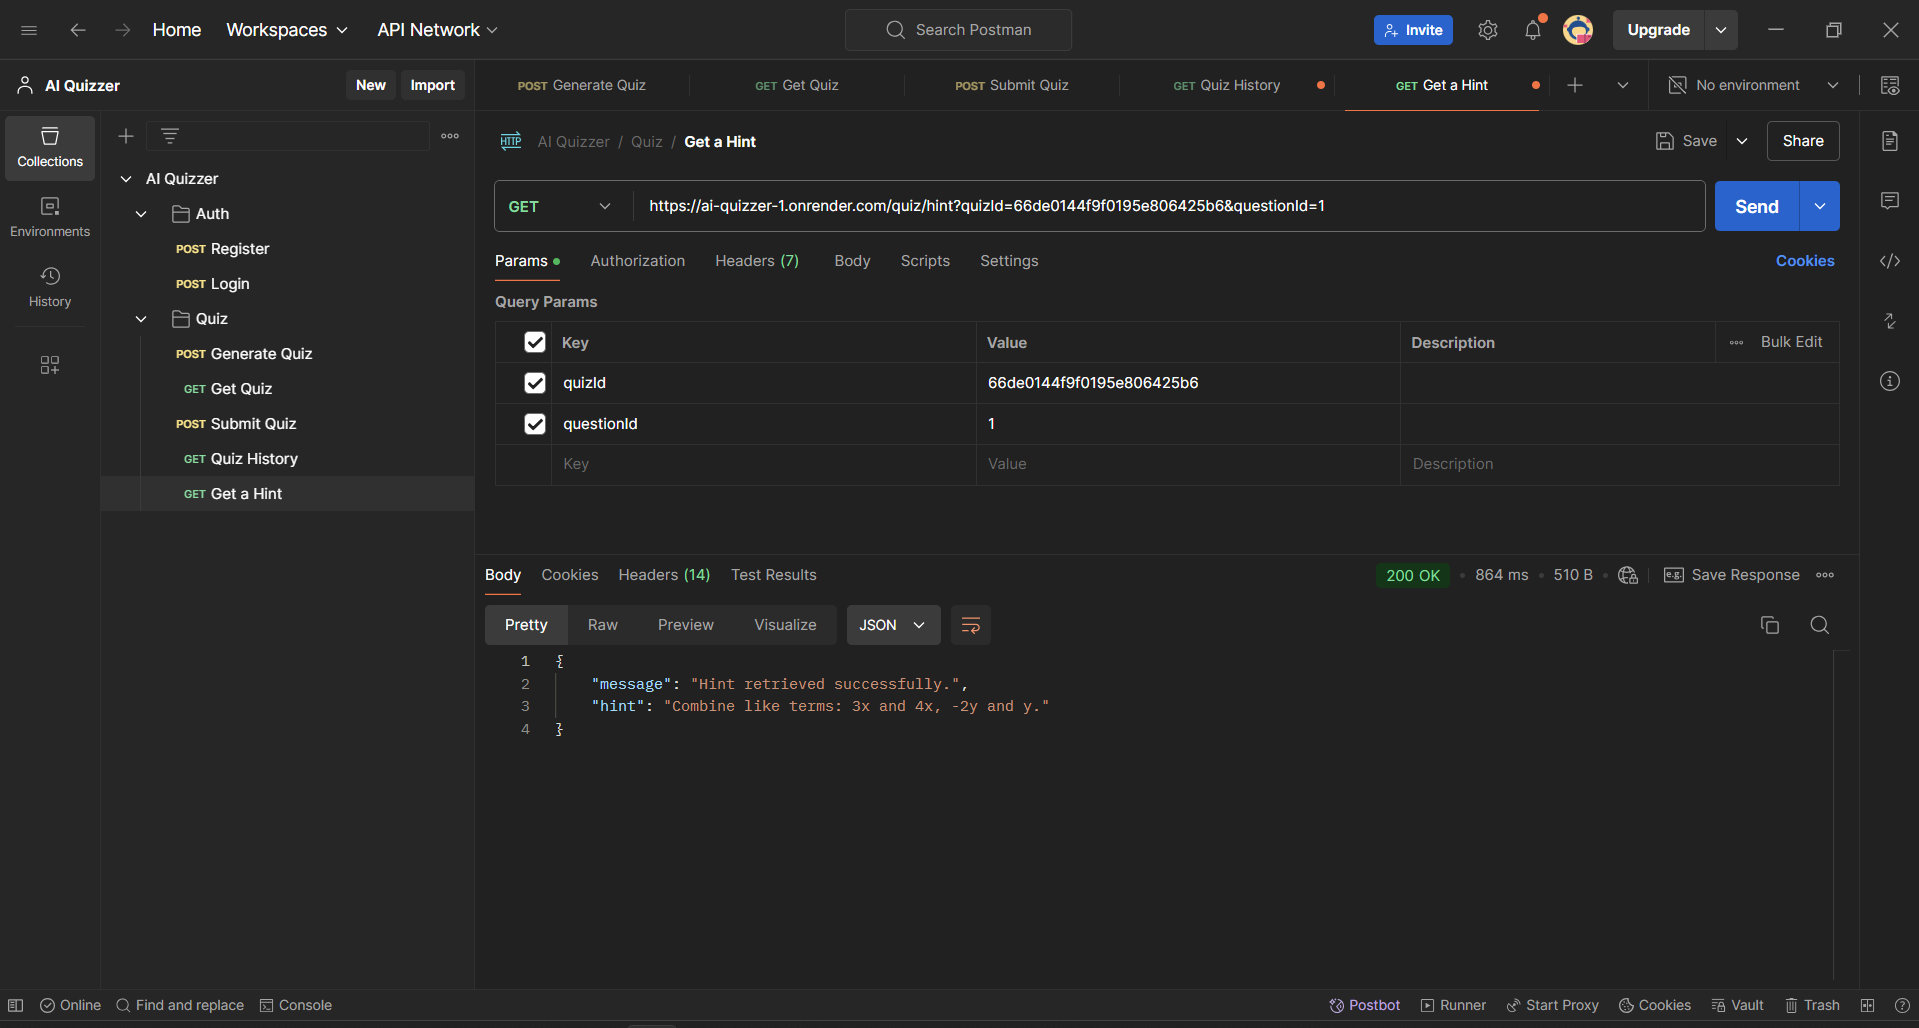 Home Workspaces API Network Search Postman Invite Upgrade
AI Quizzer New Import POST Generate Quiz GET Get Quiz POST Submit Quiz GET Quiz History GET Get a Hint No environment
Collections
Environments
History
AI Quizzer
Auth
POST Register
POST Login
Quiz
POST Generate Quiz
GET Get Quiz
POST Submit Quiz
GET Quiz History
GET Get a Hint
HTTP AI Quizzer / Quiz / Get a Hint Save Share
GET https://ai-quizzer-1.onrender.com/quiz/hint?quizId=66de0144f9f0195e806425b6&questionId=1 Send
Params Authorization Headers (7) Body Scripts Settings Cookies
Query Params
Key Value Description Bulk Edit
quizId 66de0144f9f0195e806425b6
questionId 1
Key Value Description
Body Cookies Headers (14) Test Results 200 OK 864 ms 510 B e.g. Save Response
Pretty Raw Preview Visualize JSON
1 {
2 "message": "Hint retrieved successfully.",
3 "hint": "Combine like terms: 3x and 4x, -2y and y."
4 }
Online Find and replace Console Postbot Runner Start Proxy Cookies Vault Trash